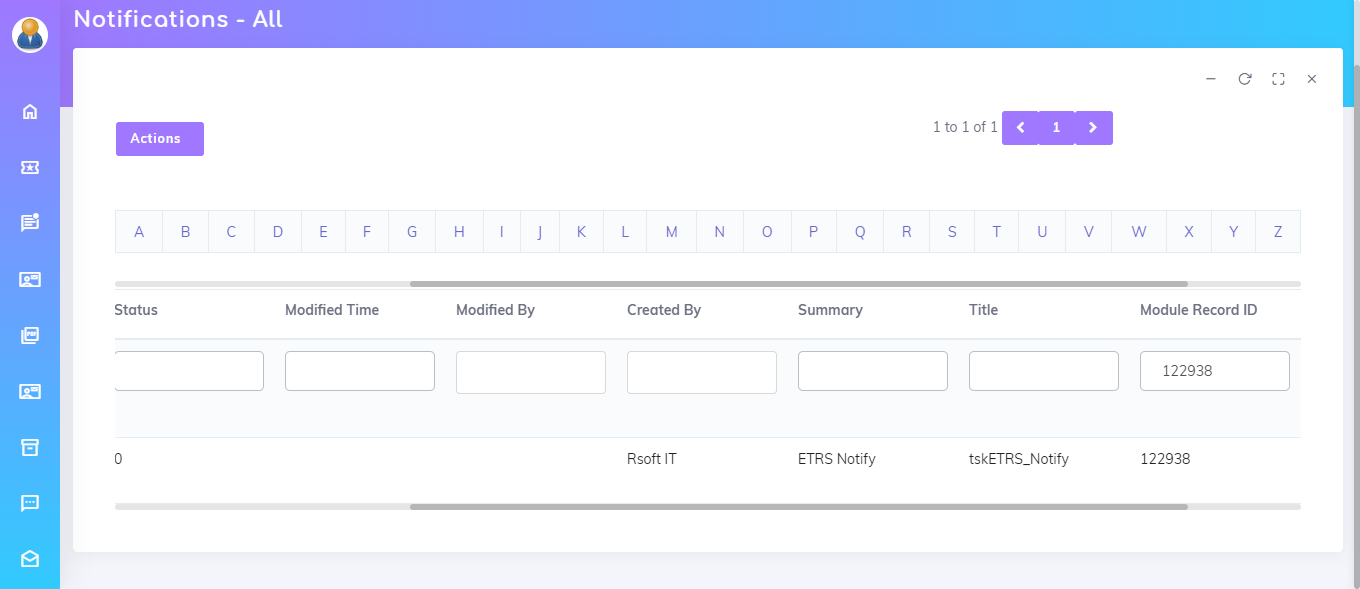 Notifications - All
Actions
1 to 1 of 1 1
A B C D E F G H I J K L M N O P Q R S T U V W X Y Z
Status Modified Time Modified By Created By Summary Title Module Record ID
122938
0 Rsoft IT ETRS Notify tskETRS_Notify 122938